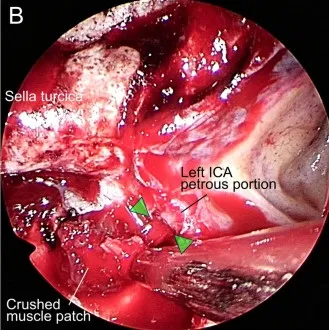 B
Sella turcica
Left ICA
petrous portion
Crushed
muscle patch